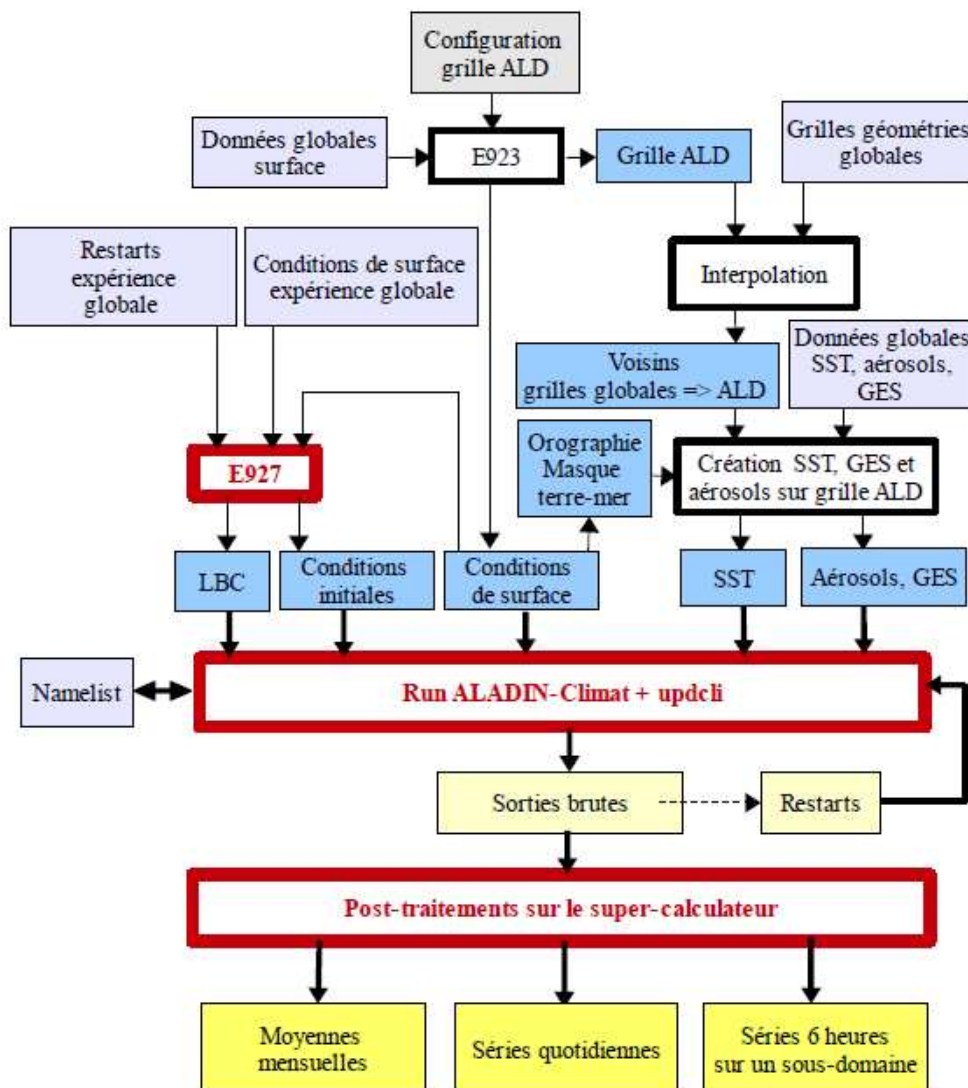 Configuration
grille ALD
Données globales
surface
E923
Grille ALD
Grilles géométries
globales
Restarts
expérience
globale
Conditions de surface
expérience globale
Interpolation
Voisins
grilles globales => ALD
Données globales
SST, aérosols,
GES
Orographie
Masque
terre-mer
E927
Création SST, GES et
aérosols sur grille ALD
LBC
Conditions
initiales
Conditions
de surface
SST
Aérosols, GES
Namelist
Run ALADIN-Climat + updcli
Sorties brutes
Restarts
Post-traitements sur le super-calculateur
Moyennes
mensuelles
Séries quotidiennes
Séries 6 heures
sur un sous-domaine